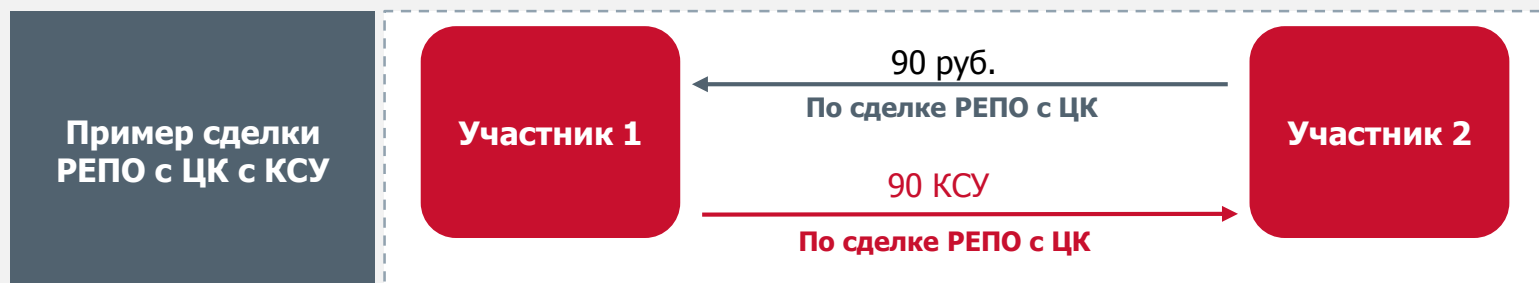 Пример сделки
РЕПО с ЦК с КСУ
Участник 1
90 руб.
По сделке РЕПО с ЦК
90 КСУ
По сделке РЕПО с ЦК
Участник 2